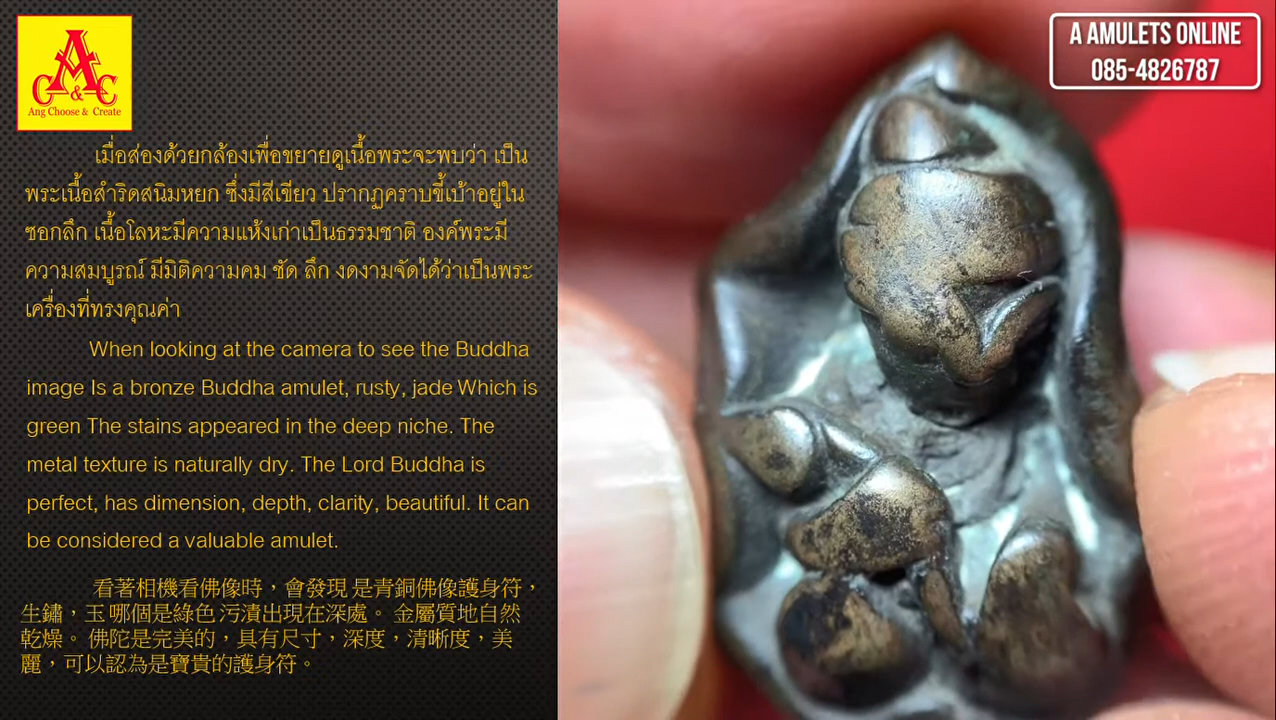 A
C & C
Ang Choose & Create
A AMULETS ONLINE
085-4826787
เมื่อส่องด้วยกล้องเพื่อขยายดูเนื้อพระจะพบว่า เป็น
พระเนื้อสำริดสนิมหยก ซึ่งมีสีเขียว ปรากฏคราบขี้เบ้าอยู่ใน
ซอกลึก เนื้อโลหะมีความแห้งเก่าเป็นธรรมชาติ องค์พระมี
ความสมบูรณ์ มีมิติความคม ชัด ลึก งดงามจัดได้ว่าเป็นพระ
เครื่องที่ทรงคุณค่า
When looking at the camera to see the Buddha
image Is a bronze Buddha amulet, rusty, jade Which is
green The stains appeared in the deep niche. The
metal texture is naturally dry. The Lord Buddha is
perfect, has dimension, depth, clarity, beautiful. It can
be considered a valuable amulet.
看著相機看佛像時，會發現 是青銅佛像護身符，
生鏽，玉 哪個是綠色 污漬出現在深處。 金屬質地自然
乾燥。 佛陀是完美的，具有尺寸，深度，清晰度，美
麗，可以認為是寶貴的護身符。